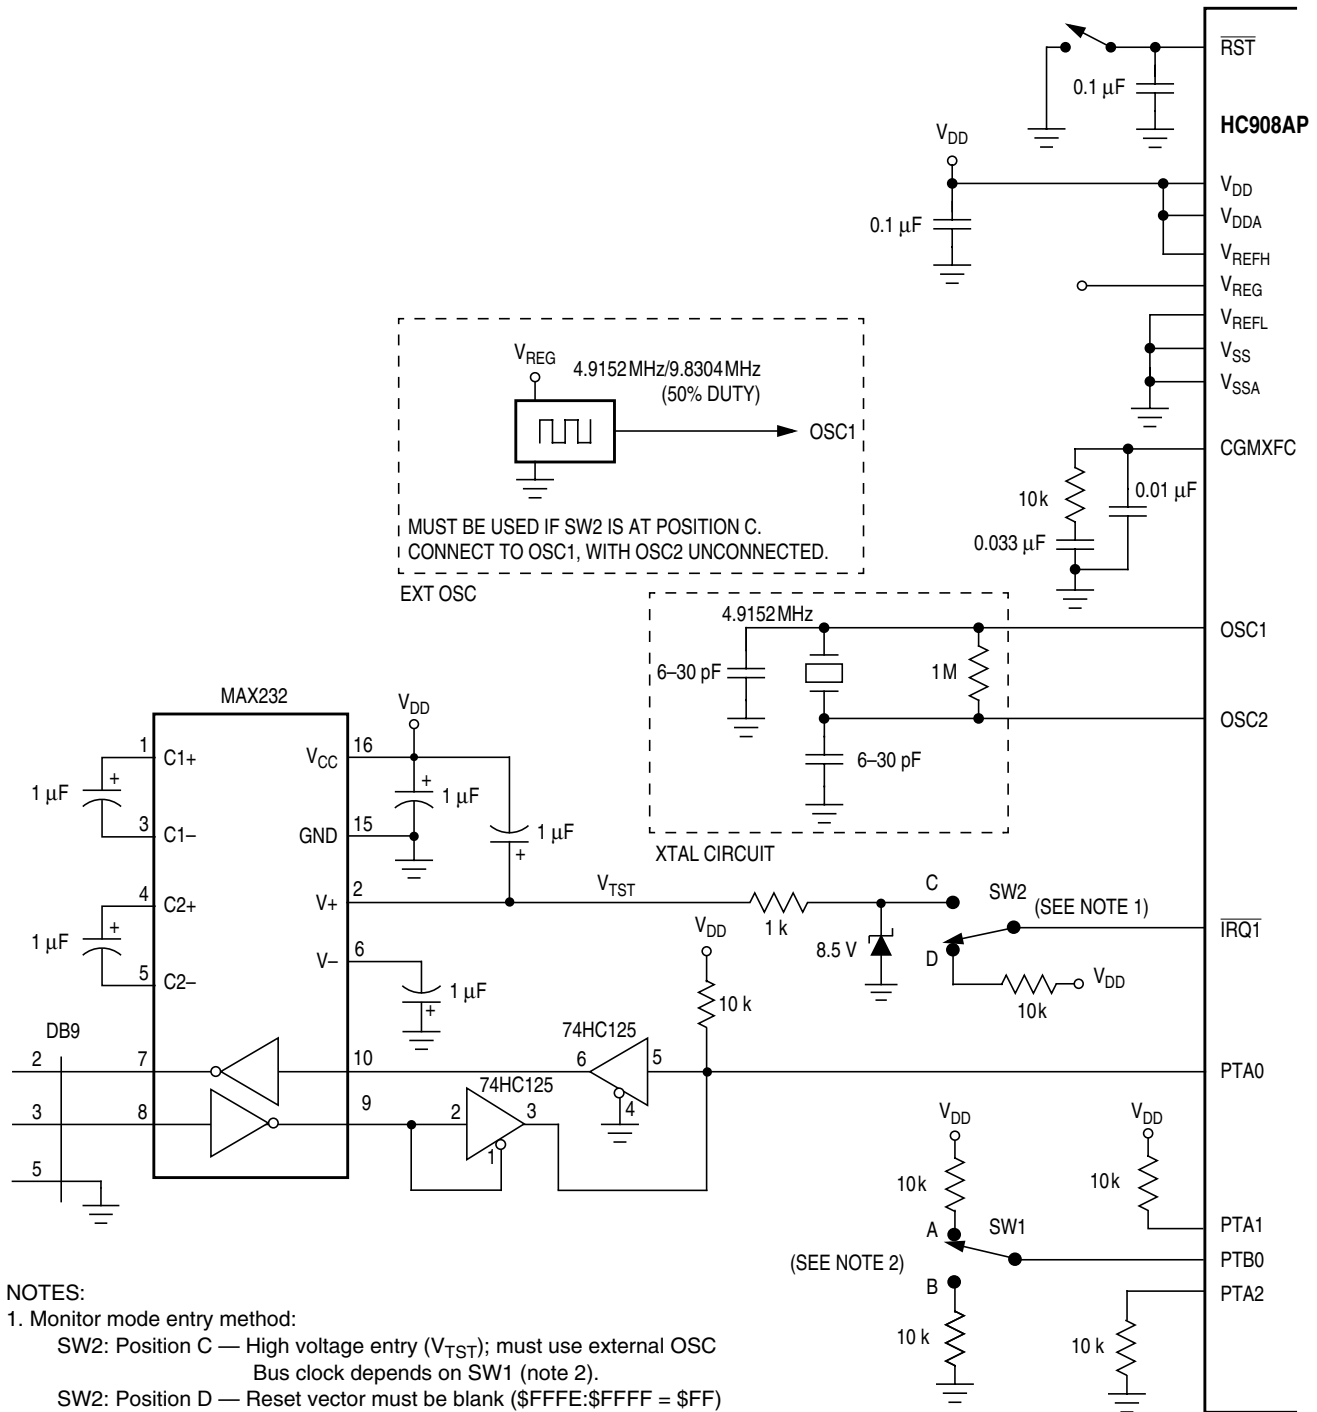 RST
0.1 μF
HC908AP
VDD
VDD
0.1 μF
VDDA
VREFH
VREG
VREFL
VSS
VSSA
VREG
4.9152MHz/9.8304MHz
(50% DUTY)
OSC1
MUST BE USED IF SW2 IS AT POSITION C.
CONNECT TO OSC1, WITH OSC2 UNCONNECTED.
EXT OSC
CGMXFC
10k
0.01 μF
0.033 μF
4.9152MHz
OSC1
6–30 pF
1M
OSC2
6–30 pF
XTAL CIRCUIT
MAX232
VDD
1
C1+
VCC
16
1 μF
+
+
1 μF
3
C1–
GND
15
1 μF
+
4
C2+
V+
2
VTST
1 k
C
SW2
(SEE NOTE 1)
IRQ1
1 μF
+
8.5 V
D
VDD
10k
5
C2–
V–
6
1 μF
+
VDD
10 k
DB9
74HC125
2
7
10
6
5
PTA0
4
74HC125
3
8
9
2
3
1
5
VDD
VDD
10k
10k
A
SW1
PTA1
(SEE NOTE 2)
PTB0
B
PTA2
10 k
10 k
NOTES:
1. Monitor mode entry method:
SW2: Position C — High voltage entry (VTST); must use external OSC
Bus clock depends on SW1 (note 2).
SW2: Position D — Reset vector must be blank ($FFFE:$FFFF = $FF)